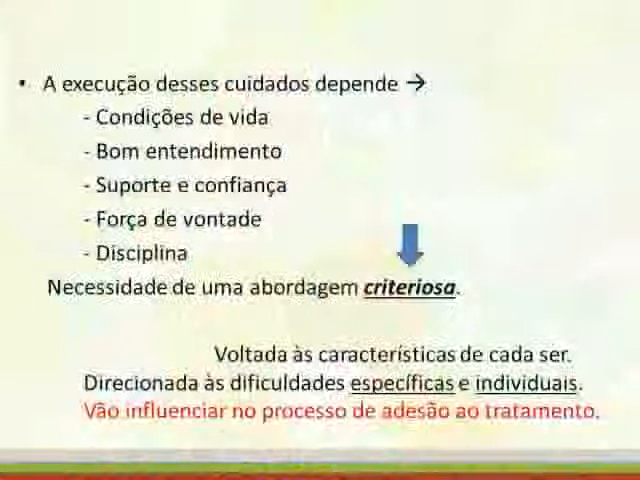 • A execução desses cuidados depende →
- Condições de vida
- Bom entendimento
- Suporte e confiança
- Força de vontade
- Disciplina
Necessidade de uma abordagem criteriosa.
Voltada às características de cada ser.
Direcionada às dificuldades específicas e individuais.
Vão influenciar no processo de adesão ao tratamento.